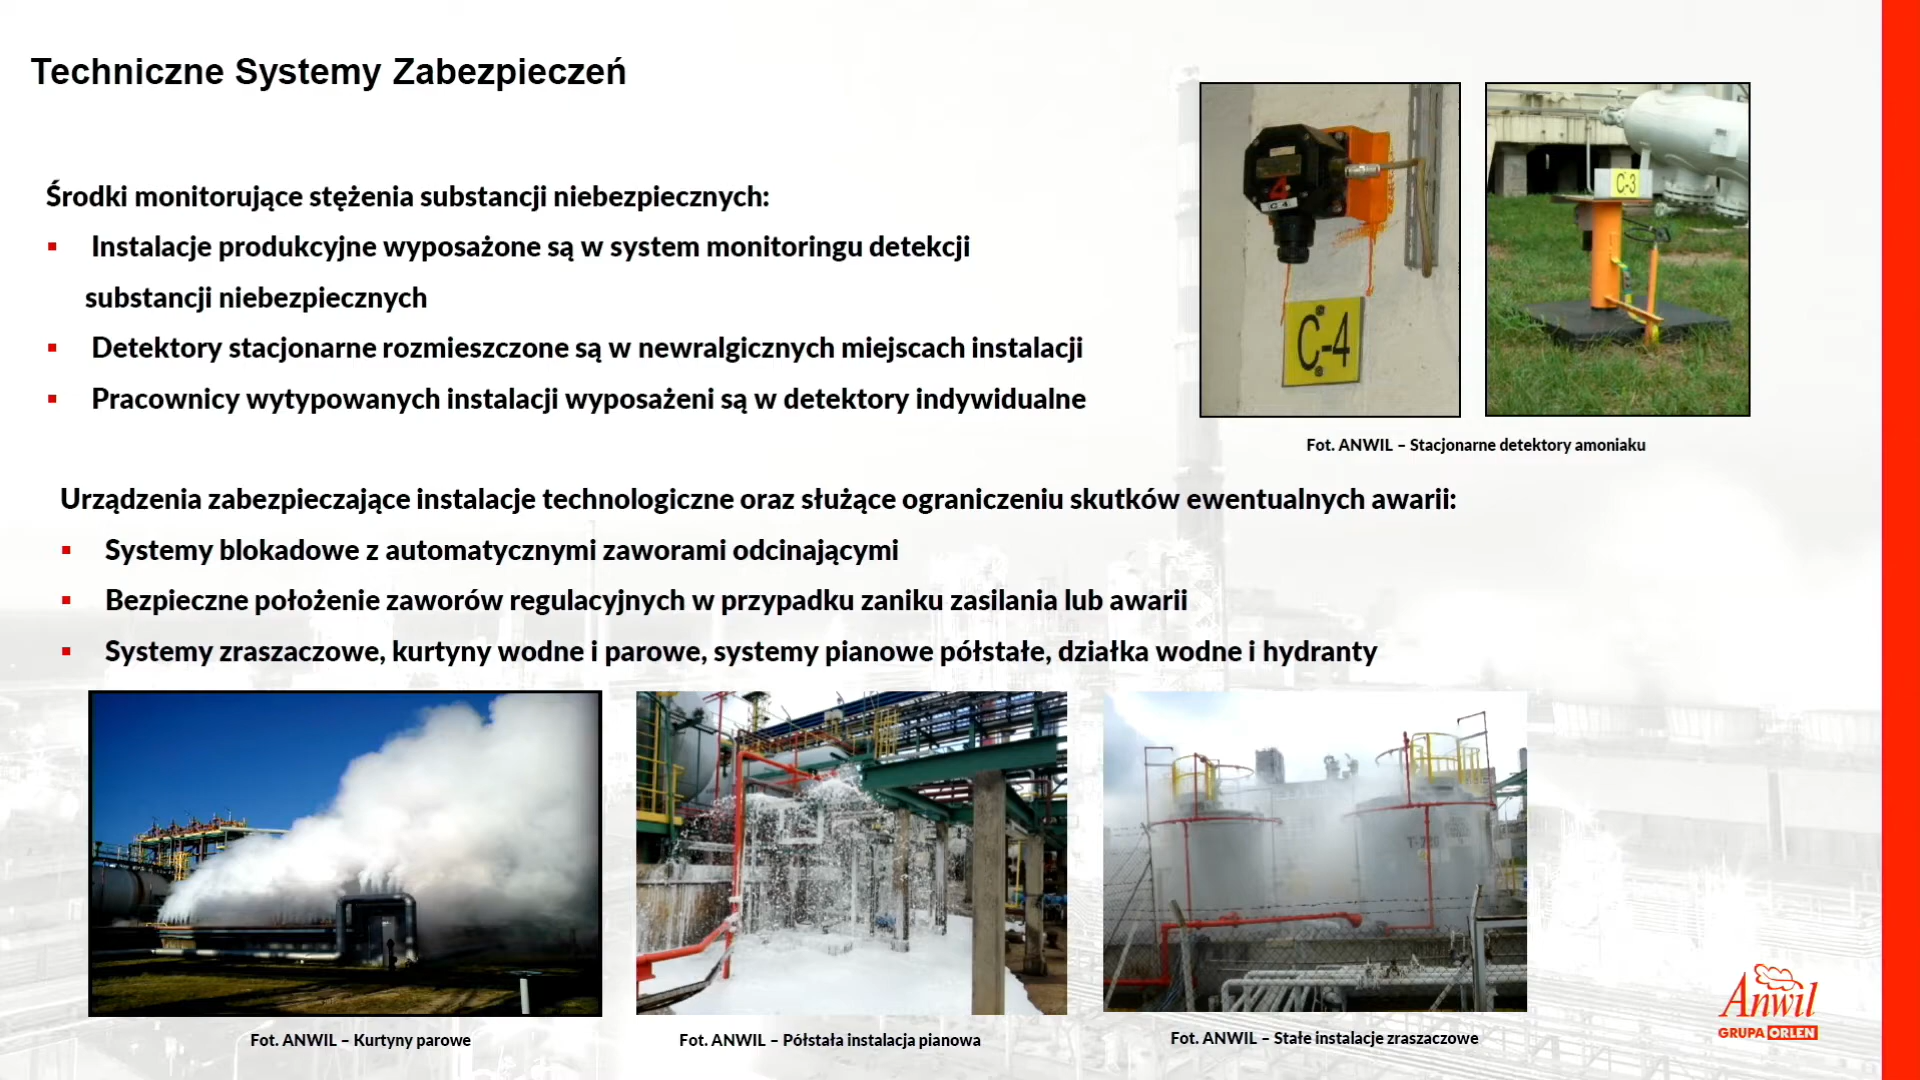 Techniczne Systemy Zabezpieczeń
Środki monitorujące stężenia substancji niebezpiecznych:
▪ Instalacje produkcyjne wyposażone są w system monitoringu detekcji
substancji niebezpiecznych
▪ Detektory stacjonarne rozmieszczone są w newralgicznych miejscach instalacji
▪ Pracownicy wytypowanych instalacji wyposażeni są w detektory indywidualne
4
C 4
C-4
C-3
Fot. ANWIL – Stacjonarne detektory amoniaku
Urządzenia zabezpieczające instalacje technologiczne oraz służące ograniczeniu skutków ewentualnych awarii:
▪ Systemy blokadowe z automatycznymi zaworami odcinającymi
▪ Bezpieczne położenie zaworów regulacyjnych w przypadku zaniku zasilania lub awarii
▪ Systemy zraszaczowe, kurtyny wodne i parowe, systemy pianowe półstałe, działka wodne i hydranty
Fot. ANWIL – Kurtyny parowe
Fot. ANWIL – Półstała instalacja pianowa
Fot. ANWIL – Stałe instalacje zraszaczowe
Anwil
GRUPA ORLEN